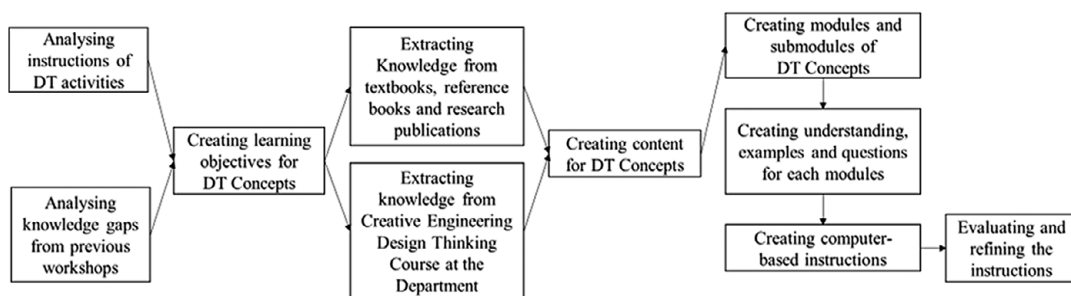 Analysing
instructions of
DT activities
Analysing
knowledge gaps
from previous
workshops
Creating learning
objectives for
DT Concepts
Extracting
Knowledge from
textbooks, reference
books and research
publications
Extracting
knowledge from
Creative Engineering
Design Thinking
Course at the
Department
Creating content
for DT Concepts
Creating modules and
submodules of
DT Concepts
Creating understanding,
examples and questions
for each modules
Creating computer-
based instructions
Evaluating and
refining the
instructions